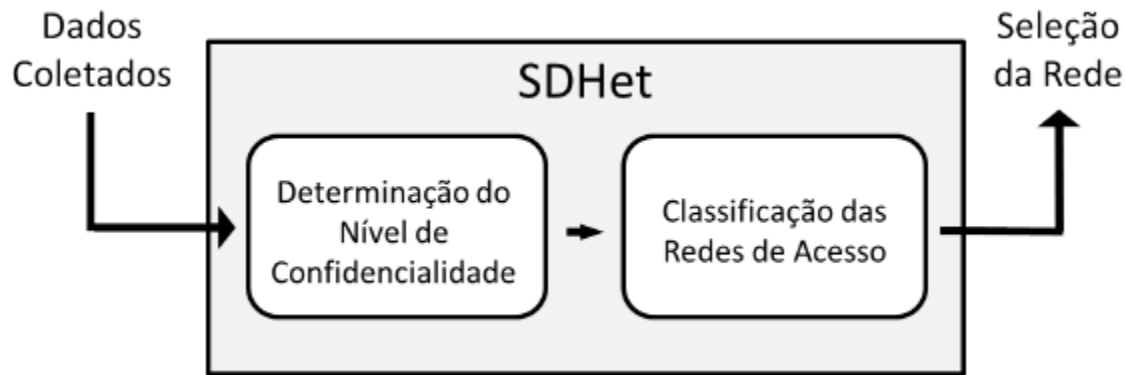 Dados
Coletados
SDHet
Determinação do
Nível de
Confidencialidade
Classificação das
Redes de Acesso
Seleção
da Rede